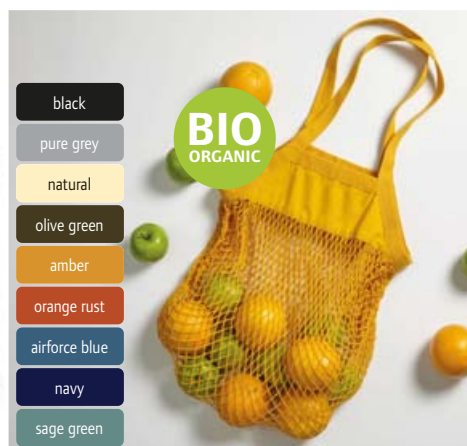 black
pure grey
natural
olive green
amber
orange rust
airforce blue
navy
sage green
BIO
ORGANIC